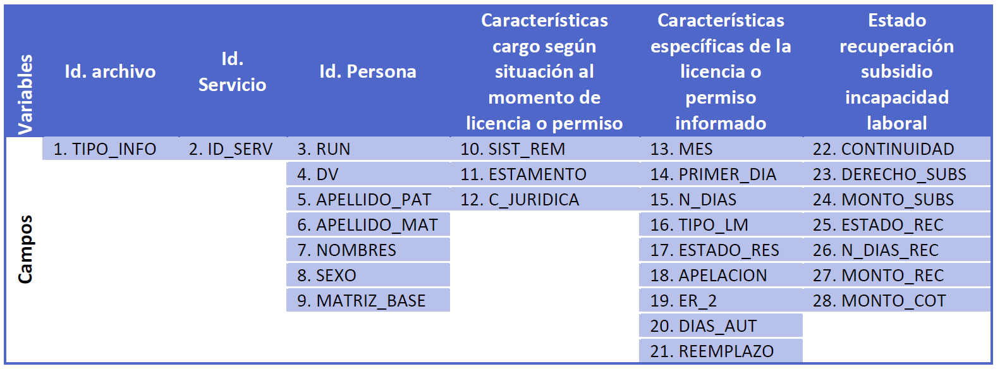 Variables
Id. archivo
Id.
Servicio
Id. Persona
Características
cargo según
situación al
momento de
licencia o permiso
Características
específicas de la
licencia o
permiso
informado
Estado
recuperación
subsidio
incapacidad
laboral
Campos
1. TIPO_INFO
2. ID_SERV
3. RUN
4. DV
5. APELLIDO_PAT
6. APELLIDO_MAT
7. NOMBRES
8. SEXO
9. MATRIZ_BASE
10. SIST_REM
11. ESTAMENTO
12. C_JURIDICA
13. MES
14. PRIMER_DIA
15. N_DIAS
16. TIPO_LM
17. ESTADO_RES
18. APELACION
19. ER_2
20. DIAS_AUT
21. REEMPLAZO
22. CONTINUIDAD
23. DERECHO_SUBS
24. MONTO_SUBS
25. ESTADO_REC
26. N_DIAS_REC
27. MONTO_REC
28. MONTO_COT